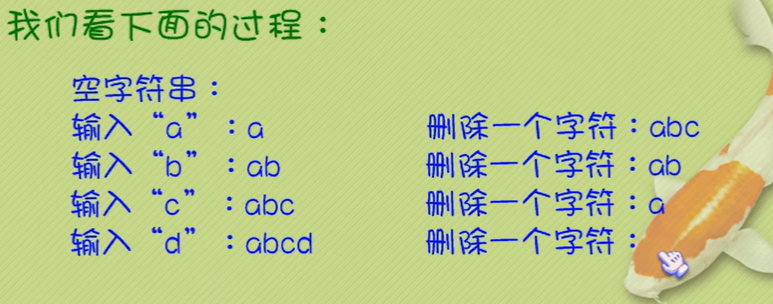 我们看下面的过程：
空字符串：
输入“a”：a
输入“b”：ab
输入“c”：abc
输入“d”：abcd
删除一个字符：abc
删除一个字符：ab
删除一个字符：a
删除一个字符：